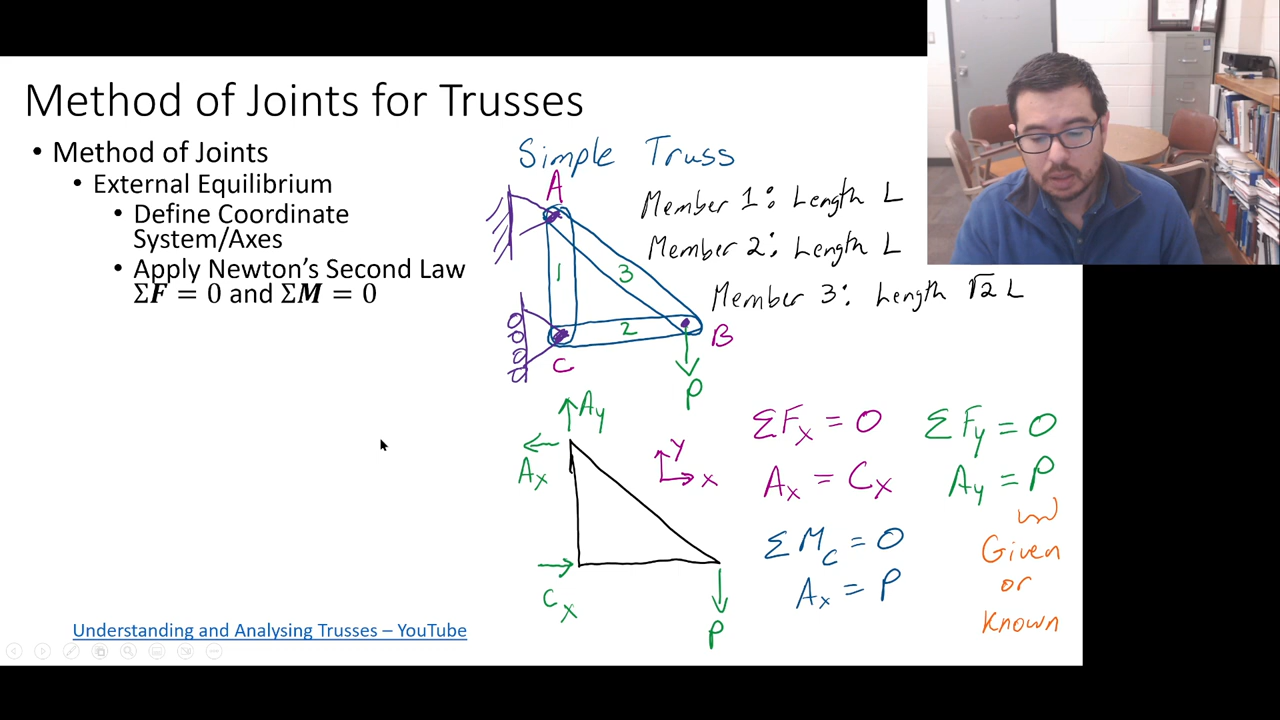 Method of Joints for Trusses
• Method of Joints
• External Equilibrium
• Define Coordinate
System/Axes
• Apply Newton's Second Law
Σ𝑭 = 0 and Σ𝑴 = 0
Simple Truss
A
Member 1: Length L
Member 2: Length L
Member 3: Length √2 L
1
3
2
B
C
P
Ay
Ax
Y
x
Cx
P
ΣFx = 0
Ax = Cx
ΣFy = 0
Ay = P
ΣMC = 0
Ax = P
Given
or
Known
Understanding and Analysing Trusses – YouTube